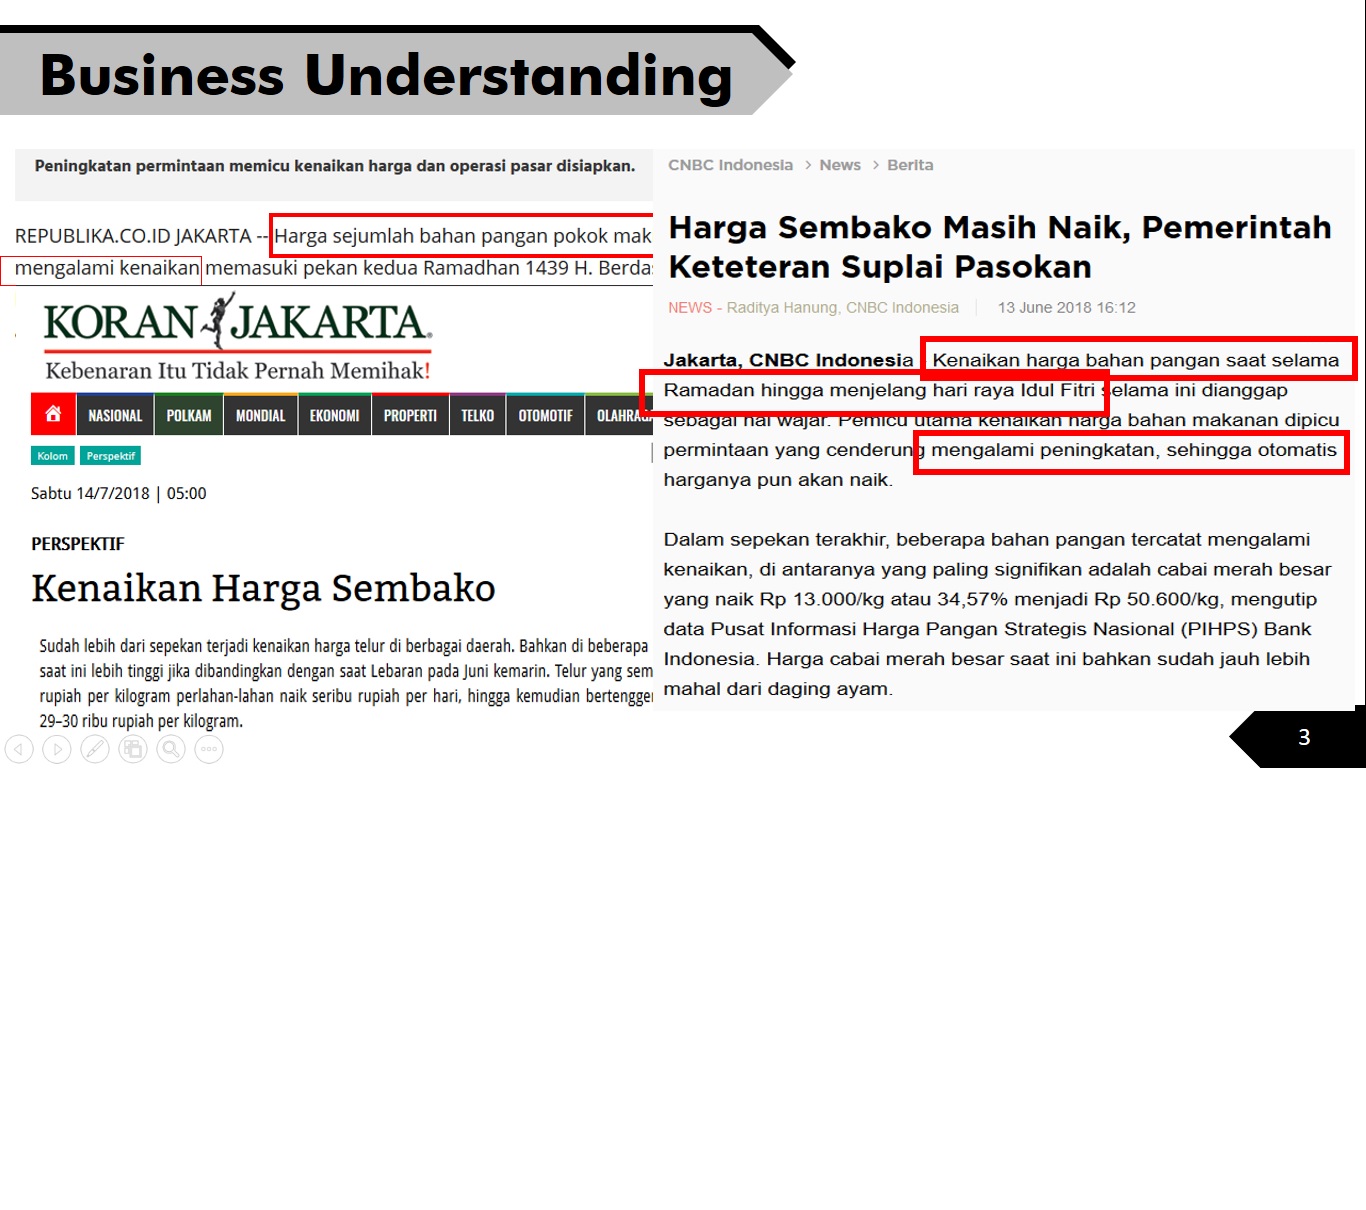 Business Understanding
Peningkatan permintaan memicu kenaikan harga dan operasi pasar disiapkan.
REPUBLIKA.CO.ID JAKARTA -- Harga sejumlah bahan pangan pokok mak
mengalami kenaikan memasuki pekan kedua Ramadhan 1439 H. Berda
KORAN JAKARTA
Kebenaran Itu Tidak Pernah Memihak!
NASIONAL POLKAM MONDIAL EKONOMI PROPERTI TELKO OTOMOTIF OLAHRAGA
Kolom Perspektif
Sabtu 14/7/2018 | 05:00
PERSPEKTIF
Kenaikan Harga Sembako
Sudah lebih dari sepekan terjadi kenaikan harga telur di berbagai daerah. Bahkan di beberapa
saat ini lebih tinggi jika dibandingkan dengan saat Lebaran pada Juni kemarin. Telur yang sem
rupiah per kilogram perlahan-lahan naik seribu rupiah per hari, hingga kemudian bertengger
29–30 ribu rupiah per kilogram.
CNBC Indonesia > News > Berita
Harga Sembako Masih Naik, Pemerintah
Keteteran Suplai Pasokan
NEWS - Raditya Hanung, CNBC Indonesia | 13 June 2018 16:12
Jakarta, CNBC Indonesia Kenaikan harga bahan pangan saat selama
Ramadan hingga menjelang hari raya Idul Fitri selama ini dianggap
sebagai hal wajar. Pemicu utama kenaikan harga bahan makanan dipicu
permintaan yang cenderung mengalami peningkatan, sehingga otomatis
harganya pun akan naik.
Dalam sepekan terakhir, beberapa bahan pangan tercatat mengalami
kenaikan, di antaranya yang paling signifikan adalah cabai merah besar
yang naik Rp 13.000/kg atau 34,57% menjadi Rp 50.600/kg, mengutip
data Pusat Informasi Harga Pangan Strategis Nasional (PIHPS) Bank
Indonesia. Harga cabai merah besar saat ini bahkan sudah jauh lebih
mahal dari daging ayam.
3